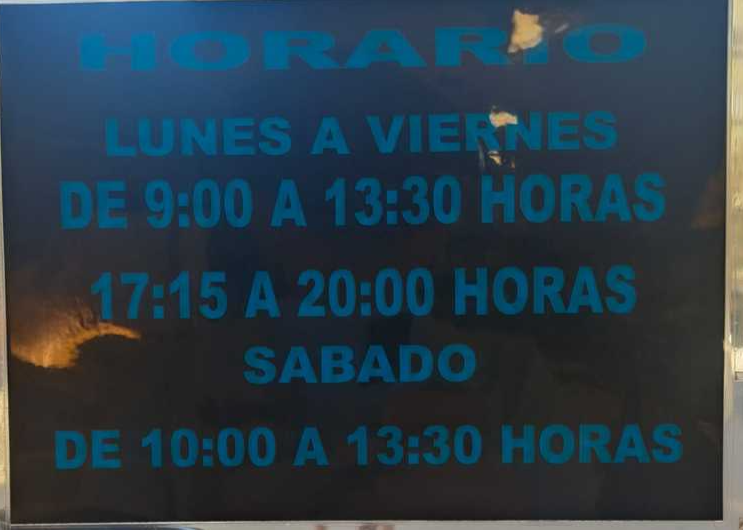 HORARIO
LUNES A VIERNES
DE 9:00 A 13:30 HORAS
17:15 A 20:00 HORAS
SABADO
DE 10:00 A 13:30 HORAS